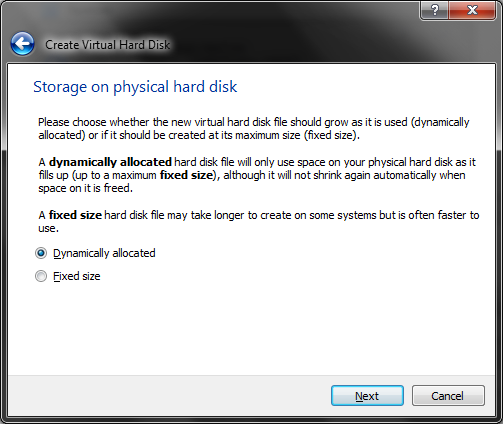 ?
Create Virtual Hard Disk
Storage on physical hard disk
Please choose whether the new virtual hard disk file should grow as it is used (dynamically
allocated) or if it should be created at its maximum size (fixed size).
A dynamically allocated hard disk file will only use space on your physical hard disk as it
fills up (up to a maximum fixed size), although it will not shrink again automatically when
space on it is freed.
A fixed size hard disk file may take longer to create on some systems but is often faster to
use.
Dynamically allocated
Fixed size
Next
Cancel